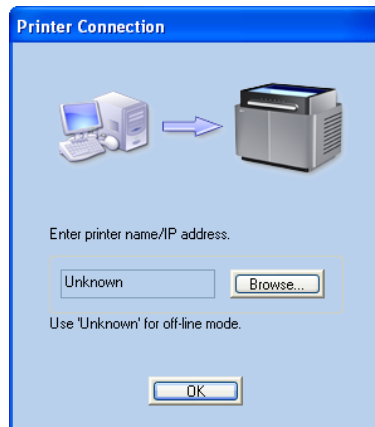 Printer Connection
Enter printer name/IP address.
Unknown
Browse...
Use 'Unknown' for off-line mode.
OK